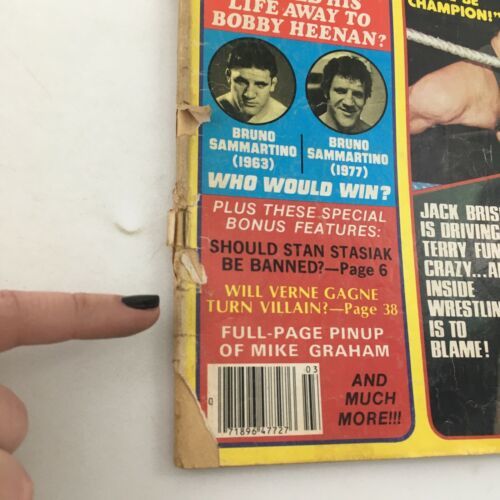 LIFE AWAY TO
BOBBY HEENAN?
BRUNO
SAMMARTINO
(1963)
BRUNO
SAMMARTINO
(1977)
WHO WOULD WIN?
PLUS THESE SPECIAL
BONUS FEATURES:
SHOULD STAN STASIAK
BE BANNED?—Page 6
WILL VERNE GAGNE
TURN VILLAIN?—Page 38
FULL-PAGE PINUP
OF MIKE GRAHAM
03
71896 47727
AND
MUCH
MORE!!!
CHAMPION!"
JACK BRIS
IS DRIVING
TERRY FUN
CRAZY...A
INSIDE
WRESTLIN
IS TO
BLAME!